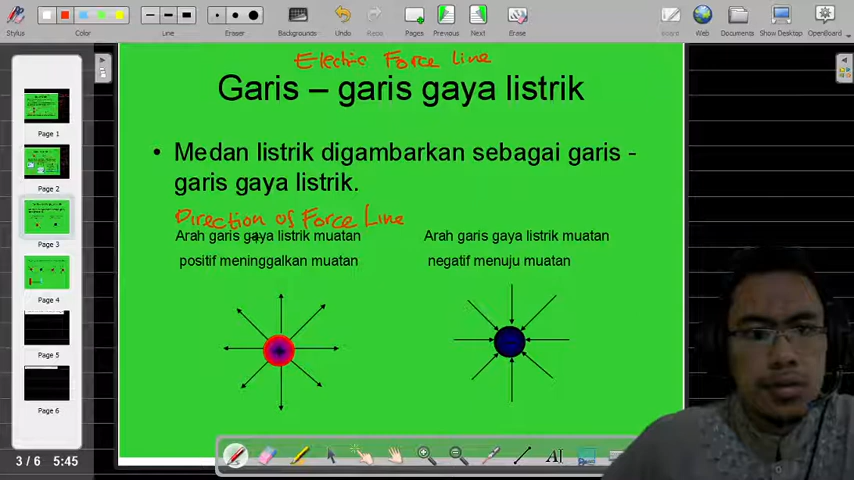 Stylus
Color
Line
Eraser
Backgrounds
Undo
Redo
Pages
Previous
Next
Erase
Board
Web
Documents
Show Desktop
OpenBoard
Electric Force Line
Garis – garis gaya listrik
• Medan listrik digambarkan sebagai garis -
garis gaya listrik.
Direction of Force Line
Arah garis gaya listrik muatan
positif meninggalkan muatan
Arah garis gaya listrik muatan
negatif menuju muatan
Page 1
Page 2
Page 3
Page 4
Page 5
Page 6
3 / 6 5:45
AI